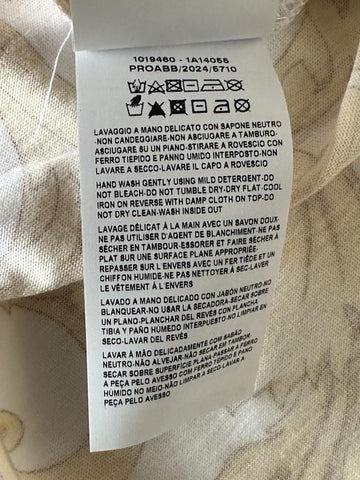 1019460 - 1A14055
PROABB/2024/5710
LAVAGGIO A MANO DELICATO CON SAPONE NEUTRO
-NON CANDEGGIARE-NON ASCIUGARE A TAMBURO-
ASCIUGARE SU UN PIANO-STIRARE A ROVESCIO CON
FERRO TIEPIDO E PANNO UMIDO INTERPOSTO-NON
LAVARE A SECCO-LAVARE IL CAPO A ROVESCIO
HAND WASH GENTLY USING MILD DETERGENT-DO
NOT BLEACH-DO NOT TUMBLE DRY-DRY FLAT-COOL
IRON ON REVERSE WITH DAMP CLOTH ON TOP-DO
NOT DRY CLEAN-WASH INSIDE OUT
LAVAGE DÉLICAT À LA MAIN AVEC UN SAVON DOUX-
NE PAS UTILISER D'AGENT DE BLANCHIMENT-NE PAS
SÉCHER EN TAMBOUR-ESSORER ET FAIRE SÉCHER À
PLAT SUR UNE SURFACE PLANE APPROPRIÉE-
REPASSER SUR L'ENVERS AVEC UN FER TIÈDE ET UN
CHIFFON HUMIDE-NE PAS NETTOYER À SEC-LAVER
LE VÊTEMENT À L'ENVERS
LAVADO A MANO DELICADO CON JABÓN NEUTRO-NO
BLANQUEAR-NO USAR LA SECADORA-SECAR SOBRE
UN PLANO-PLANCHAR DEL REVÉS CON PLANCHA
TIBIA Y PAÑO HÚMEDO INTERPUESTO NO LIMPIAR EN
SECO-LAVAR DEL REVÉS
LAVAR À MÃO DELICADAMENTE COM SABÃO
NEUTRO-NÃO ALVEJAR-NÃO SECAR EM TAMBOR
SECAR SOBRE SUPERFÍCIE PLANA PASSAR A FERRO
A PEÇA PELO AVESSO COM FERRO TÉPIDO E PANO
HÚMIDO NO MEIO-NÃO LIMPAR A SECO-LAVAR A
PEÇA PELO AVESSO